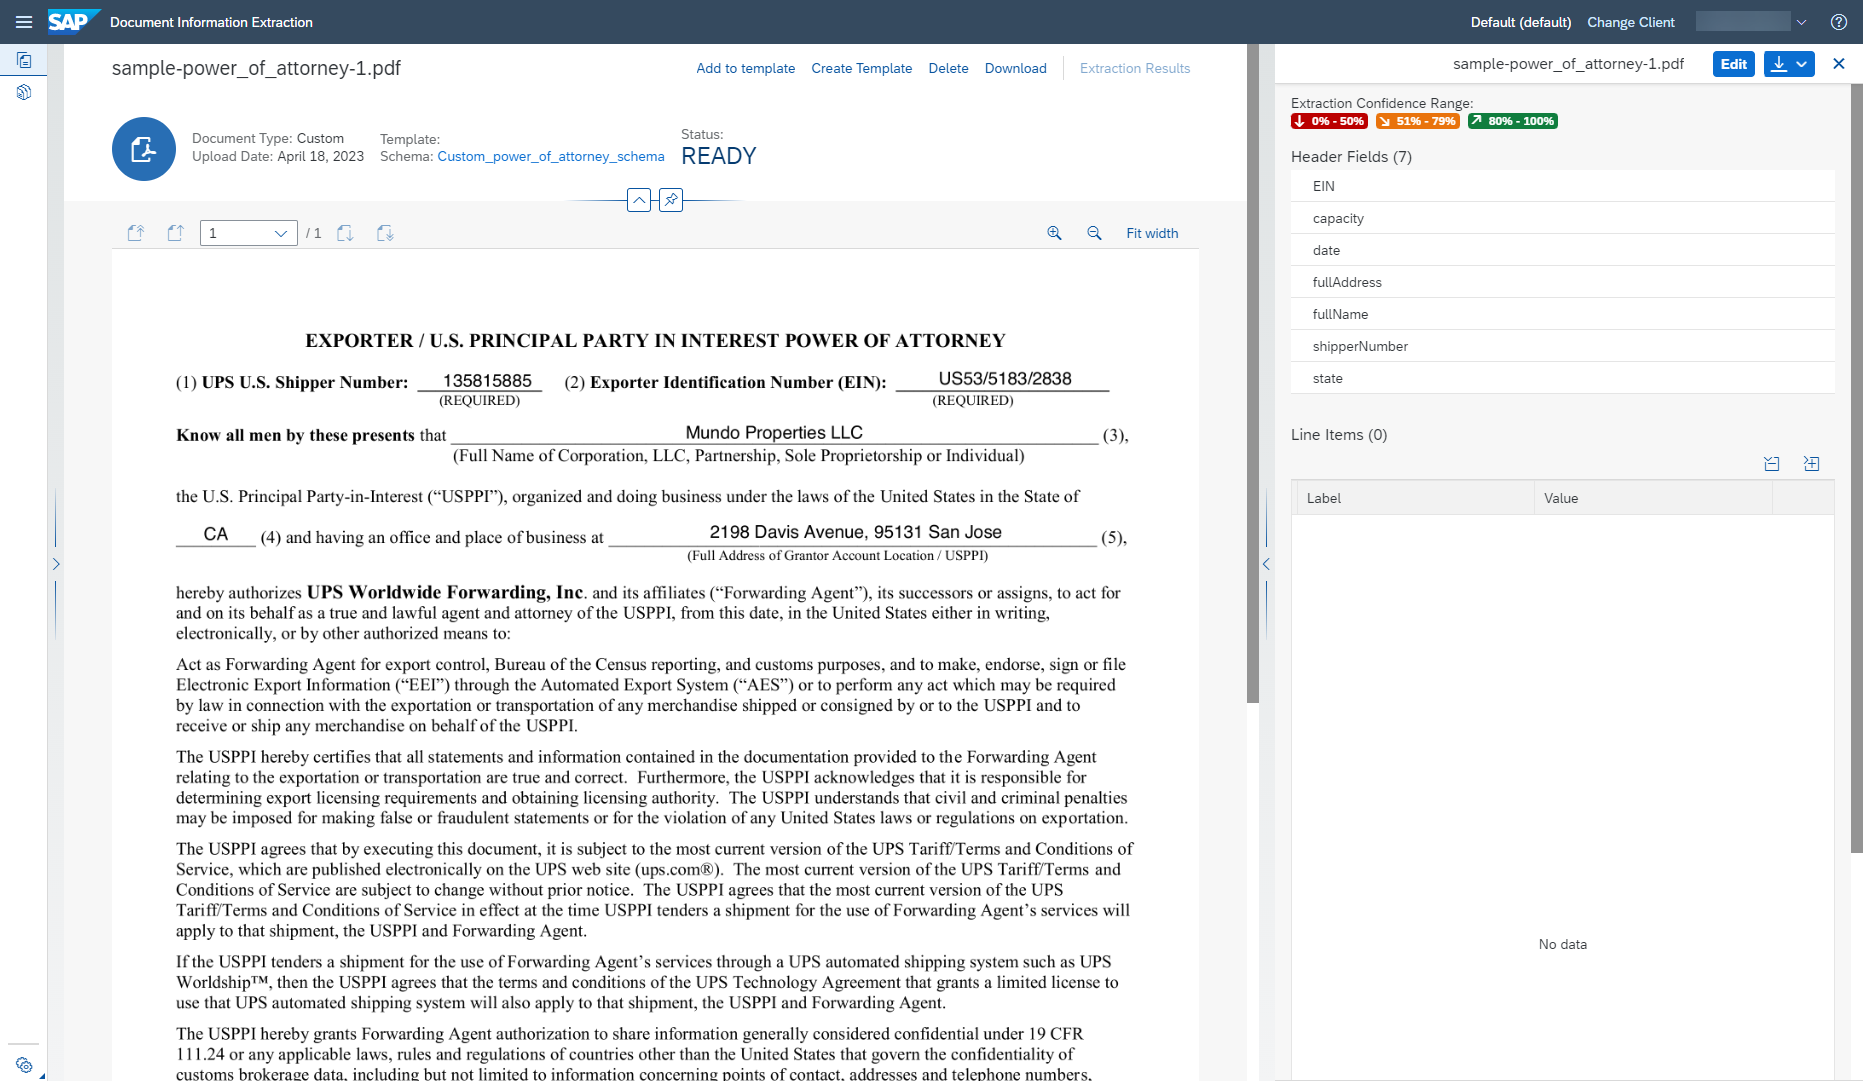 SAP Document Information Extraction Default (default) Change Client
sample-power_of_attorney-1.pdf Add to template Create Template Delete Download Extraction Results
Document Type: Custom Template: Status:
Upload Date: April 18, 2023 Schema: Custom_power_of_attorney_schema READY
1 / 1 Fit width
EXPORTER / U.S. PRINCIPAL PARTY IN INTEREST POWER OF ATTORNEY
(1) UPS U.S. Shipper Number: 135815885 (2) Exporter Identification Number (EIN): US53/5183/2838
(REQUIRED) (REQUIRED)
Know all men by these presents that Mundo Properties LLC (3),
(Full Name of Corporation, LLC, Partnership, Sole Proprietorship or Individual)
the U.S. Principal Party-in-Interest (“USPPI”), organized and doing business under the laws of the United States in the State of
CA (4) and having an office and place of business at 2198 Davis Avenue, 95131 San Jose (5),
(Full Address of Grantor Account Location / USPPI)
hereby authorizes UPS Worldwide Forwarding, Inc. and its affiliates (“Forwarding Agent”), its successors or assigns, to act for
and on its behalf as a true and lawful agent and attorney of the USPPI, from this date, in the United States either in writing,
electronically, or by other authorized means to:
Act as Forwarding Agent for export control, Bureau of the Census reporting, and customs purposes, and to make, endorse, sign or file
Electronic Export Information (“EEI”) through the Automated Export System (“AES”) or to perform any act which may be required
by law in connection with the exportation or transportation of any merchandise shipped or consigned by or to the USPPI and to
receive or ship any merchandise on behalf of the USPPI.
The USPPI hereby certifies that all statements and information contained in the documentation provided to the Forwarding Agent
relating to the exportation or transportation are true and correct. Furthermore, the USPPI acknowledges that it is responsible for
determining export licensing requirements and obtaining licensing authority. The USPPI understands that civil and criminal penalties
may be imposed for making false or fraudulent statements or for the violation of any United States laws or regulations on exportation.
The USPPI agrees that by executing this document, it is subject to the most current version of the UPS Tariff/Terms and Conditions of
Service, which are published electronically on the UPS web site (ups.com®). The most current version of the UPS Tariff/Terms and
Conditions of Service are subject to change without prior notice. The USPPI agrees that the most current version of the UPS
Tariff/Terms and Conditions of Service in effect at the time USPPI tenders a shipment for the use of Forwarding Agent’s services will
apply to that shipment, the USPPI and Forwarding Agent.
If the USPPI tenders a shipment for the use of Forwarding Agent’s services through a UPS automated shipping system such as UPS
Worldship™, then the USPPI agrees that the terms and conditions of the UPS Technology Agreement that grants a limited license to
use that UPS automated shipping system will also apply to that shipment, the USPPI and Forwarding Agent.
The USPPI hereby grants Forwarding Agent authorization to share information generally considered confidential under 19 CFR
111.24 or any applicable laws, rules and regulations of countries other than the United States that govern the confidentiality of
customs brokerage data, including but not limited to information concerning points of contact, addresses and telephone numbers,
sample-power_of_attorney-1.pdf Edit
Extraction Confidence Range:
0% - 50% 51% - 79% 80% - 100%
Header Fields (7)
EIN
capacity
date
fullAddress
fullName
shipperNumber
state
Line Items (0)
Label Value
No data